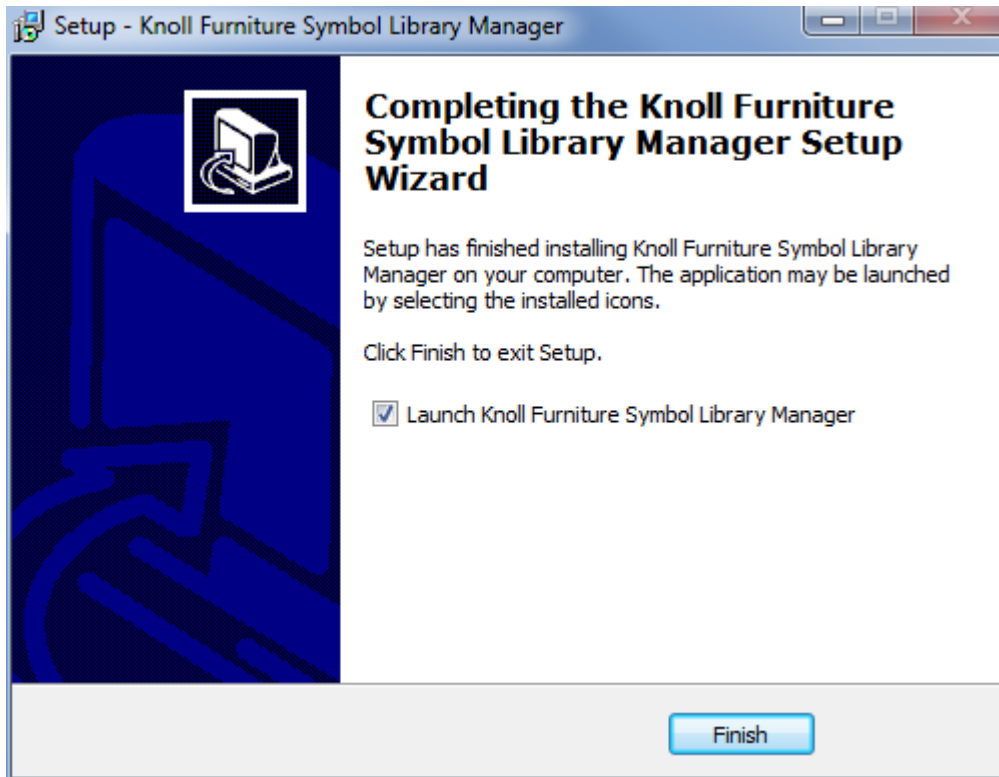 Setup - Knoll Furniture Symbol Library Manager
Completing the Knoll Furniture
Symbol Library Manager Setup
Wizard
Setup has finished installing Knoll Furniture Symbol Library
Manager on your computer. The application may be launched
by selecting the installed icons.
Click Finish to exit Setup.
Launch Knoll Furniture Symbol Library Manager
Finish